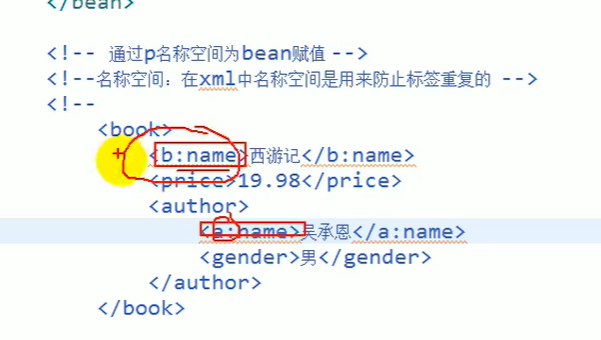 </bean>
<!-- 通过p名称空间为bean赋值 -->
<!--名称空间：在xml中名称空间是用来防止标签重复的 -->
<!--
<book>
<b:name>西游记</b:name>
<price>19.98</price>
<author>
<a:name>吴承恩</a:name>
<gender>男</gender>
</author>
</book>